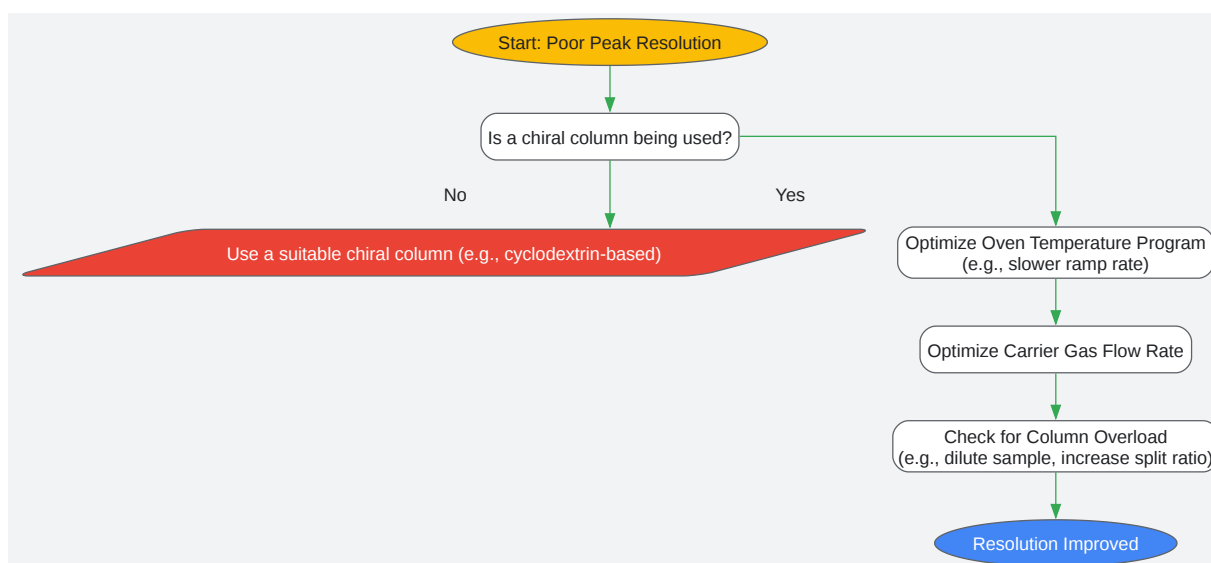 Start: Poor Peak Resolution
Is a chiral column being used?
No
Yes
Use a suitable chiral column (e.g., cyclodextrin-based)
Optimize Oven Temperature Program
(e.g., slower ramp rate)
Optimize Carrier Gas Flow Rate
Check for Column Overload
(e.g., dilute sample, increase split ratio)
Resolution Improved